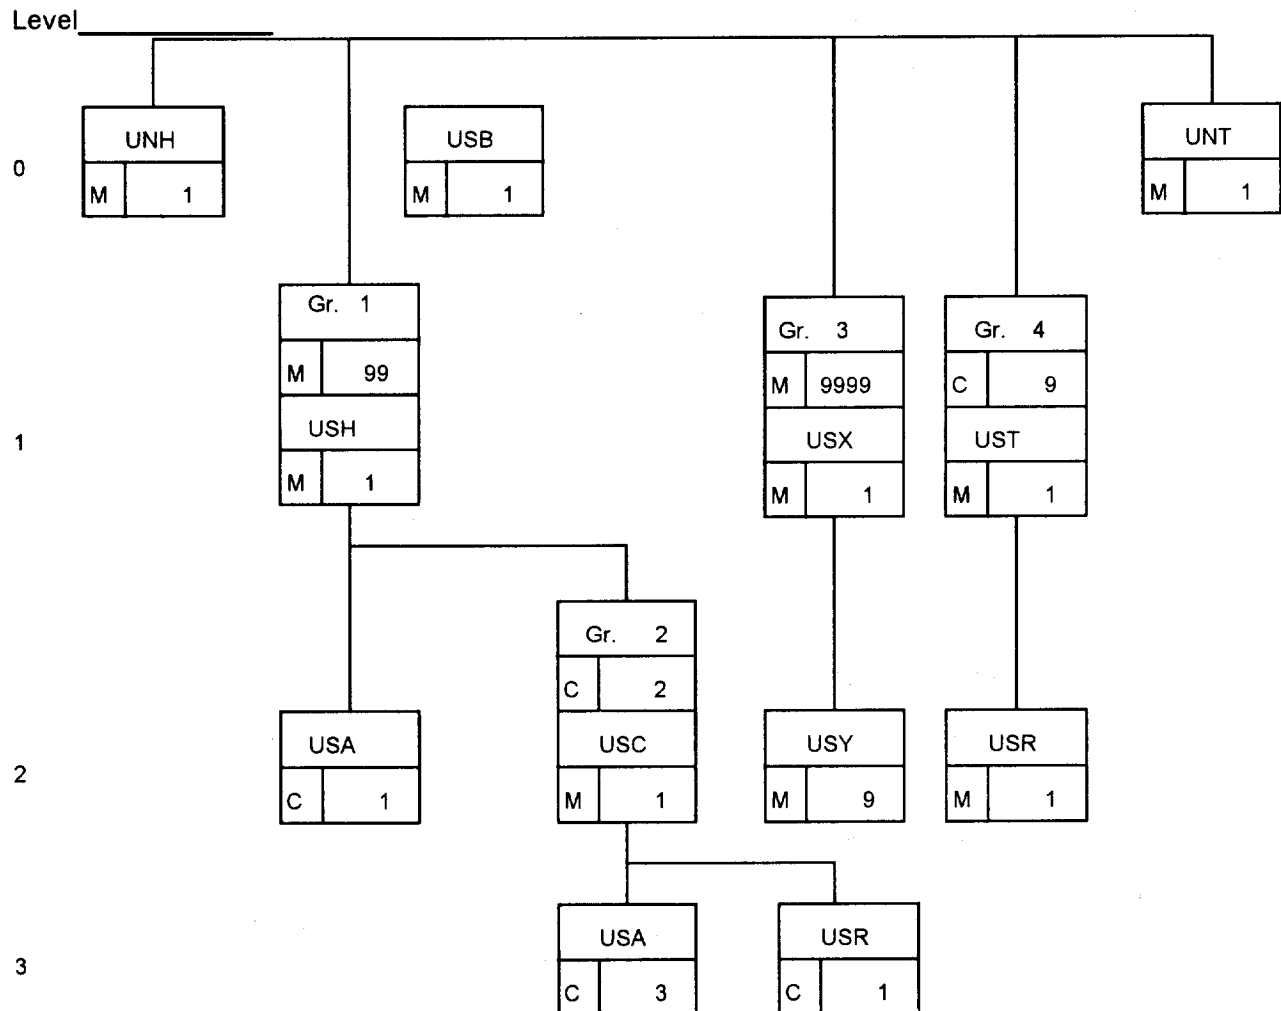 Level
UNH USB UNT
0
M 1 M 1 M 1
Gr. 1 Gr. 3 Gr. 4
M 99 M 9999 C 9
1
USH USX UST
M 1 M 1 M 1
Gr. 2
C 2
USA USC USY USR
2
C 1 M 1 M 9 M 1
USA USR
3
C 3 C 1